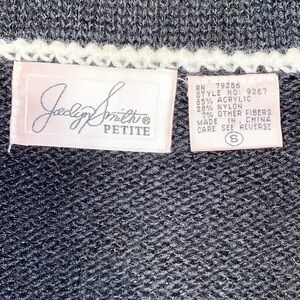 Jaclyn Smith®
PETITE
RN 79286
STYLE NO: 9267
65% ACRYLIC
28% NYLON
7% OTHER FIBERS
MADE IN CHINA
CARE SEE REVERSE
S